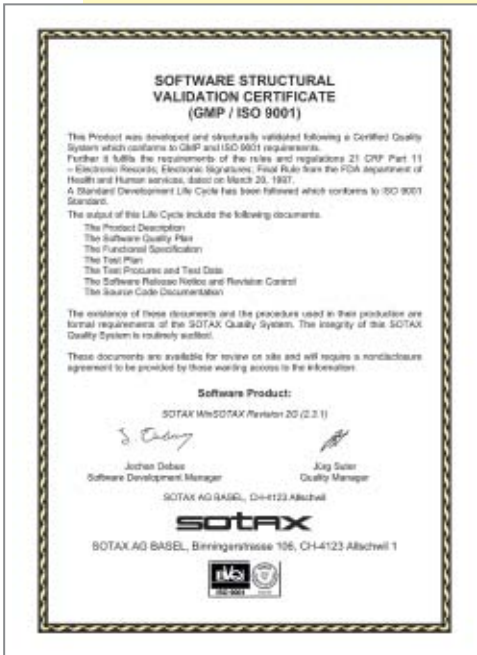 SOFTWARE STRUCTURAL
VALIDATION CERTIFICATE
(GMP / ISO 9001)
This Product was developed and structurally validated following a Certified Quality
System which conforms to GMP and ISO 9001 requirements.
Further it fulfils the requirements of the rules and regulations 21 CRF Part 11
– Electronic Records; Electronic Signatures; Final Rule from the FDA department of
Health and Human services, dated on March 20, 1997.
A Standard Development Life Cycle has been followed which conforms to ISO 9001
Standard.
The output of this Life Cycle include the following documents.
The Product Description
The Software Quality Plan
The Functional Specification
The Test Plan
The Test Procures and Test Data
The Software Release Notice and Revision Control
The Source Code Documentation
The existence of these documents and the procedure used in their production are
formal requirements of the SOTAX Quality System. The integrity of this SOTAX
Quality System is routinely audited.
These documents are available for review on site and will require a nondisclosure
agreement to be provided by those wanting access to the information.
Software Product:
SOTAX WinSOTAX Revision 2G (2.3.1)
Jochen Debus Jürg Suter
Software Development Manager Quality Manager
SOTAX AG BASEL, CH-4123 Allschwil
SOTAX
SOTAX AG BASEL, Binningerstrasse 106, CH-4123 Allschwil 1
ISO 9001